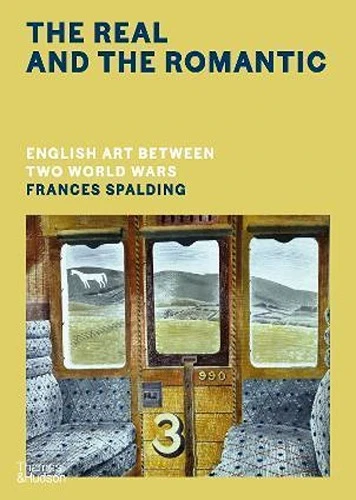 THE REAL
AND THE ROMANTIC
ENGLISH ART BETWEEN
TWO WORLD WARS
FRANCES SPALDING
990
3
Thames
&Hudson